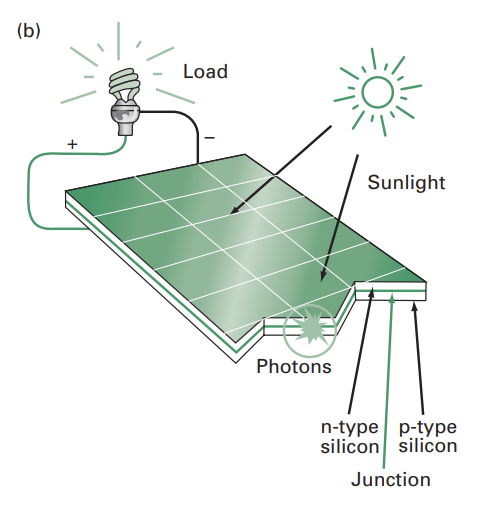 (b)
Load
+
−
Sunlight
Photons
n-type
silicon
p-type
silicon
Junction